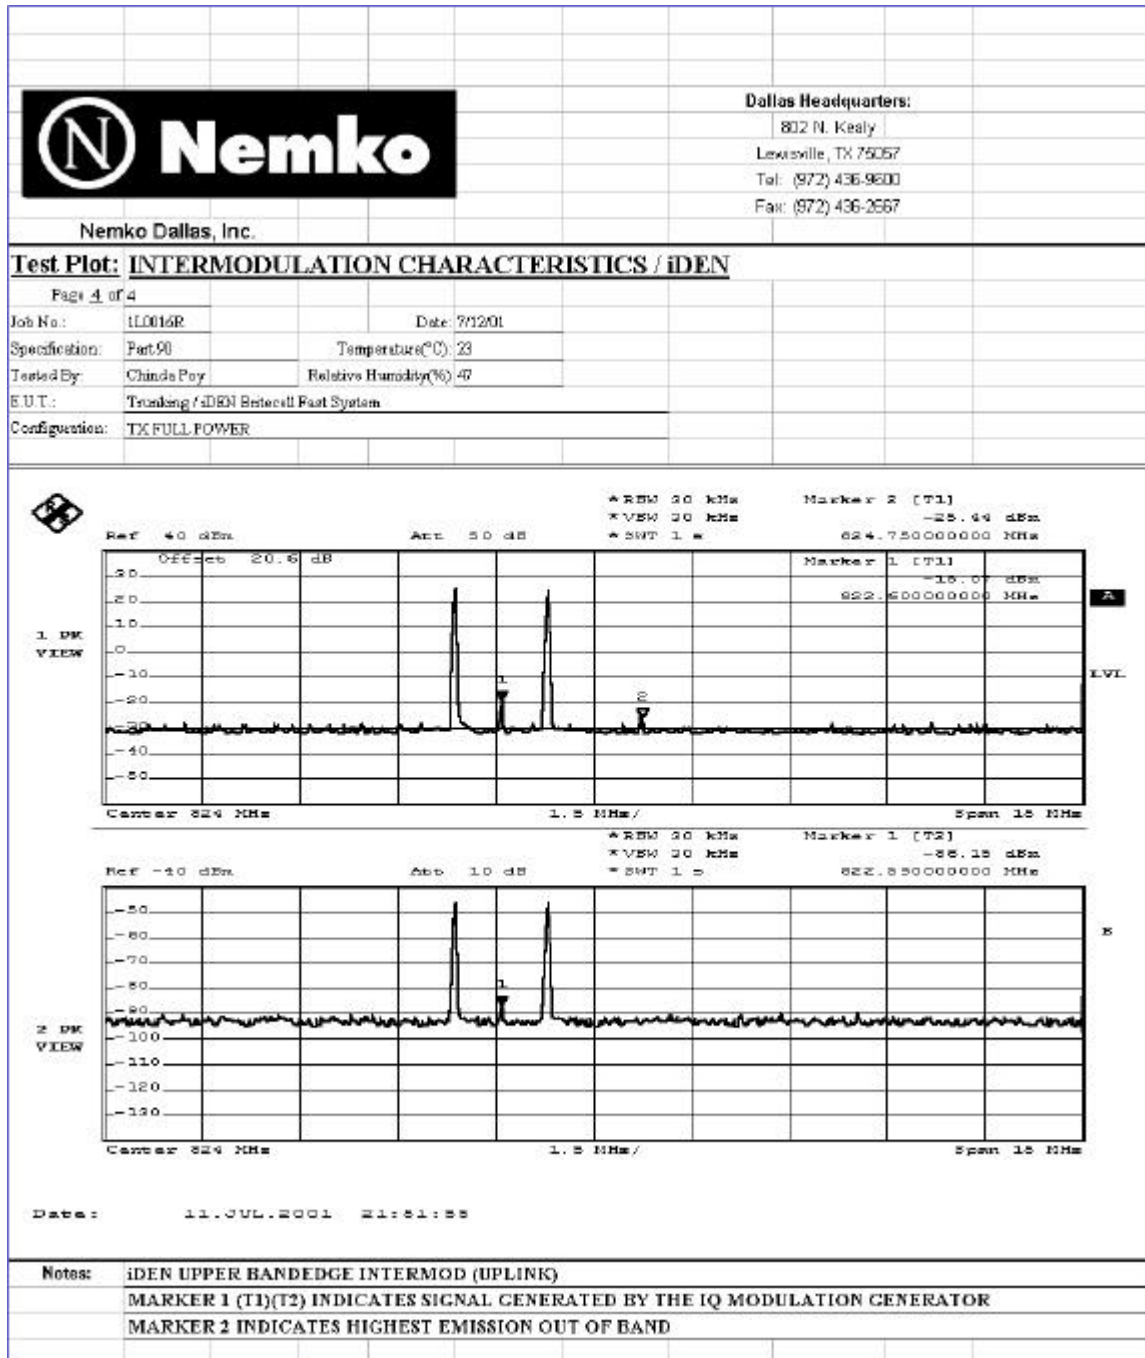 Nemko
Nemko Dallas, Inc.
Dallas Headquarters:
802 N. Kealy
Lewisville, TX 75057
Tel: (972) 436-9600
Fax: (972) 436-2667
Test Plot: INTERMODULATION CHARACTERISTICS / iDEN
Page 4 of 4
Job No.: 1L0016R Date: 7/12/01
Specification: Part 90 Temperature(°C): 23
Tested By: Chinda Poy Relative Humidity(%) 47
E.U.T.: Trunking / iDEN Britecell Fast System
Configuration: TX FULL POWER
*RBW 30 kHz Marker 2 [T1]
*VBW 30 kHz -25.44 dBm
Ref 40 dBm Att 50 dB *SWT 1 s 824.750000000 MHz
Offset 20.6 dB Marker 1 [T1]
-18.07 dBm
822.600000000 MHz
A
30
20
1 PK
VIEW
10
0
-10
-20
-30
-40
-50
1
2
LVL
Center 824 MHz 1.5 MHz/ Span 15 MHz
*RBW 30 kHz Marker 1 [T2]
*VBW 30 kHz
Ref -40 dBm Att 10 dB *SWT 1 s
-50
-60
-70
-80
-90
-100
-110
-120
-130
1
B
2 PK
VIEW
Center 824 MHz 1.5 MHz/ Span 15 MHz
Date: 11.JUL.2001
Notes: iDEN UPPER BANDEDGE INTERMOD (UPLINK)
MARKER 1 (T1)(T2) INDICATES SIGNAL GENERATED BY THE IQ MODULATION GENERATOR
MARKER 2 INDICATES HIGHEST EMISSION OUT OF BAND